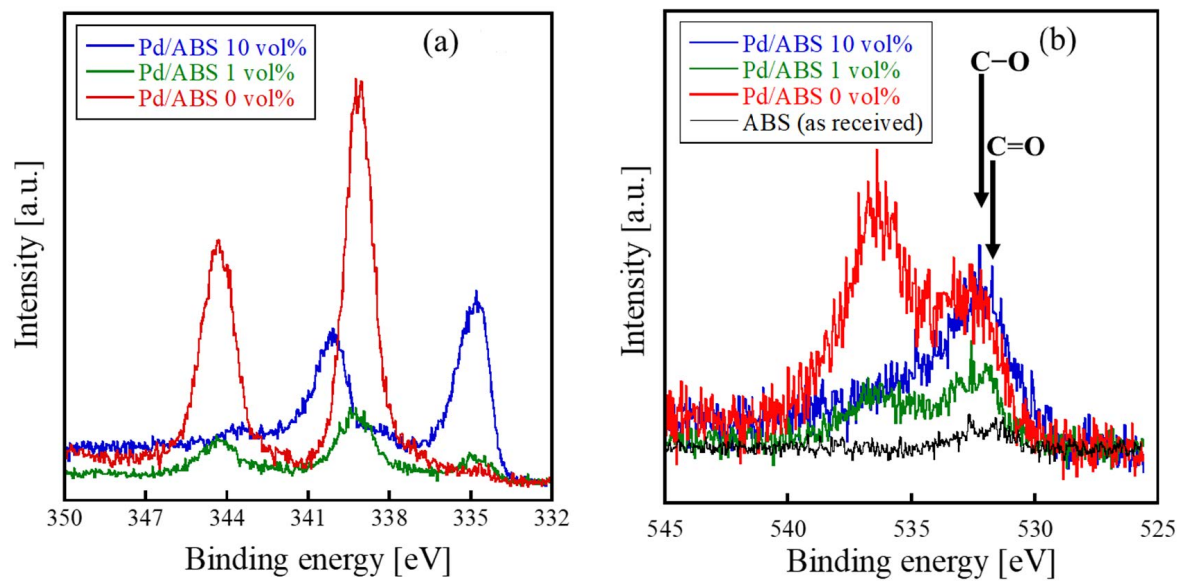 (a)
Pd/ABS 10 vol%
Pd/ABS 1 vol%
Pd/ABS 0 vol%
Intensity [a.u.]
350 347 344 341 338 335 332
Binding energy [eV]
(b)
Pd/ABS 10 vol%
Pd/ABS 1 vol%
Pd/ABS 0 vol%
ABS (as received)
C−O
C=O
Intensity [a.u.]
545 540 535 530 525
Binding energy [eV]